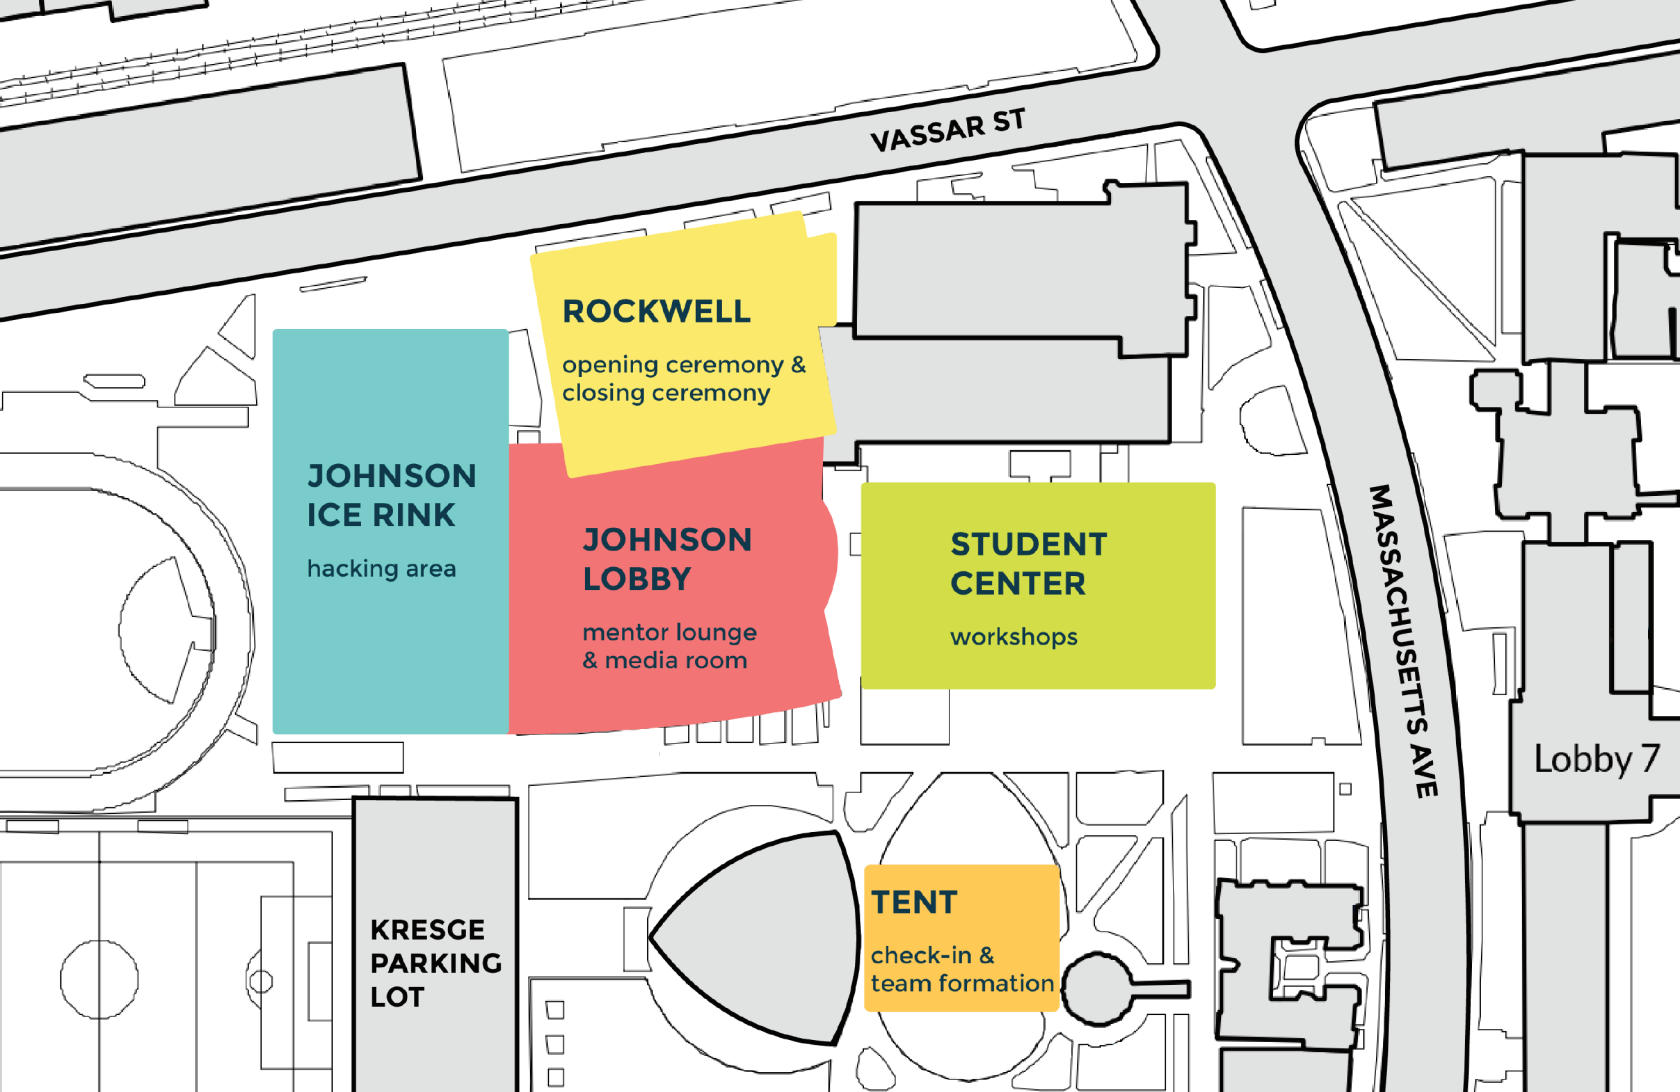 VASSAR ST
ROCKWELL
opening ceremony &
closing ceremony
JOHNSON
ICE RINK
hacking area
JOHNSON
LOBBY
mentor lounge
& media room
STUDENT
CENTER
workshops
MASSACHUSETTS AVE
Lobby 7
KRESGE
PARKING
LOT
TENT
check-in &
team formation